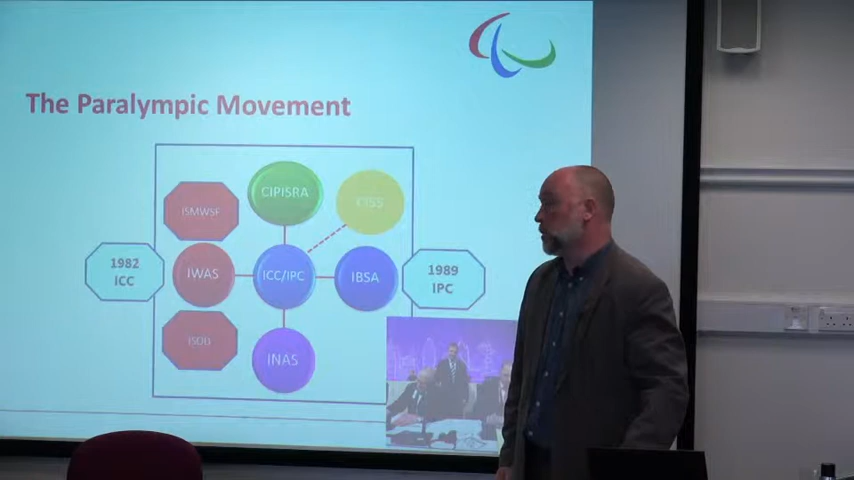 The Paralympic Movement
CIPISRA
CISS
ISMWSF
1982
ICC
IWAS
ICC/IPC
IBSA
1989
IPC
ISOD
INAS